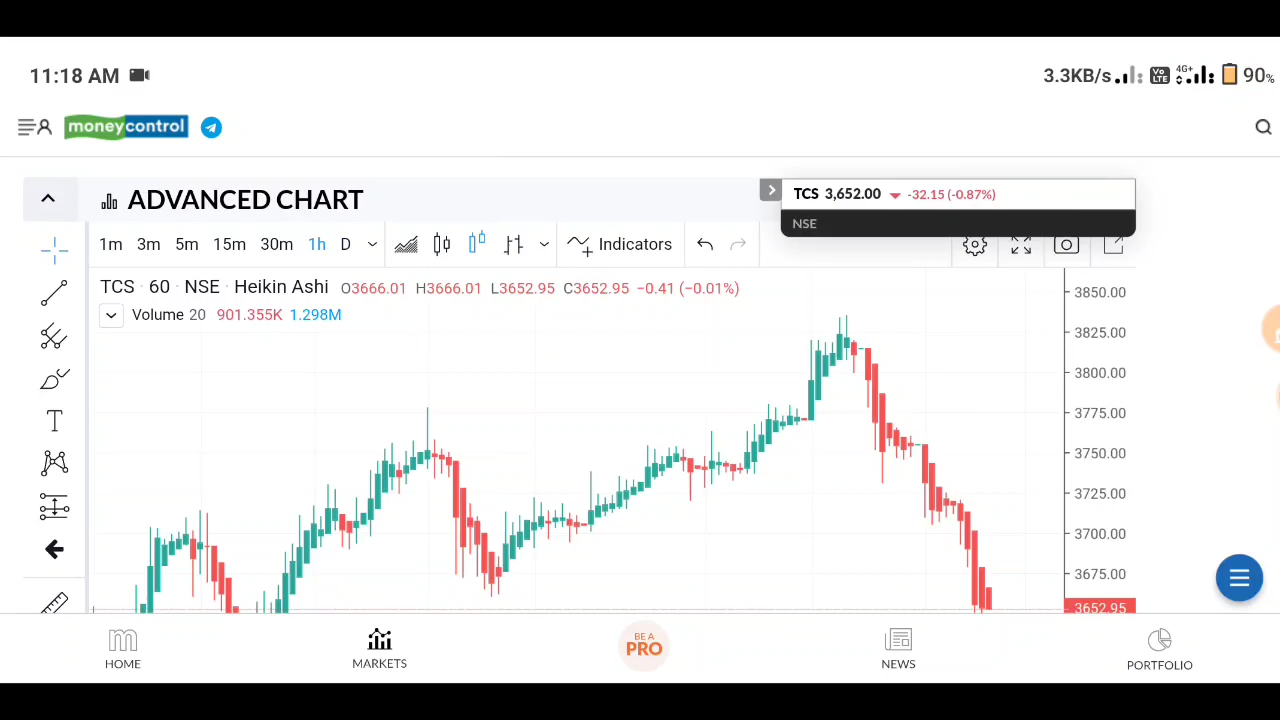 11:18 AM 3.3KB/s Vo LTE 4G+ 90%
moneycontrol
ADVANCED CHART
TCS 3,652.00 -32.15 (-0.87%)
NSE
1m 3m 5m 15m 30m 1h D Indicators
TCS · 60 · NSE · Heikin Ashi O3666.01 H3666.01 L3652.95 C3652.95 −0.41 (−0.01%)
Volume 20 901.355K 1.298M
3850.00
3825.00
3800.00
3775.00
3750.00
3725.00
3700.00
3675.00
3652.95
T
HOME
MARKETS
BE A
PRO
NEWS
PORTFOLIO